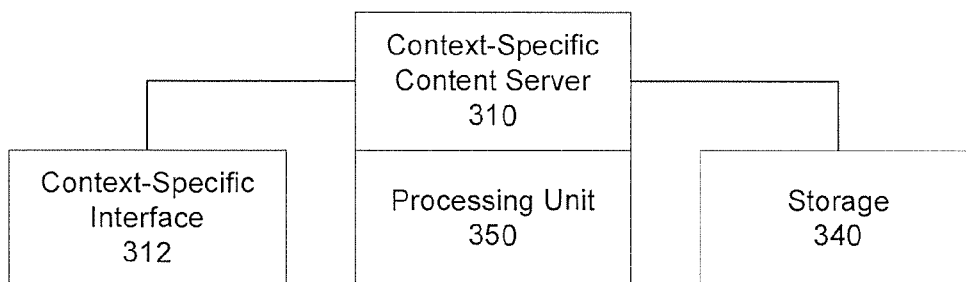 Context-Specific
Content Server
310
Context-Specific
Interface
312
Processing Unit
350
Storage
340